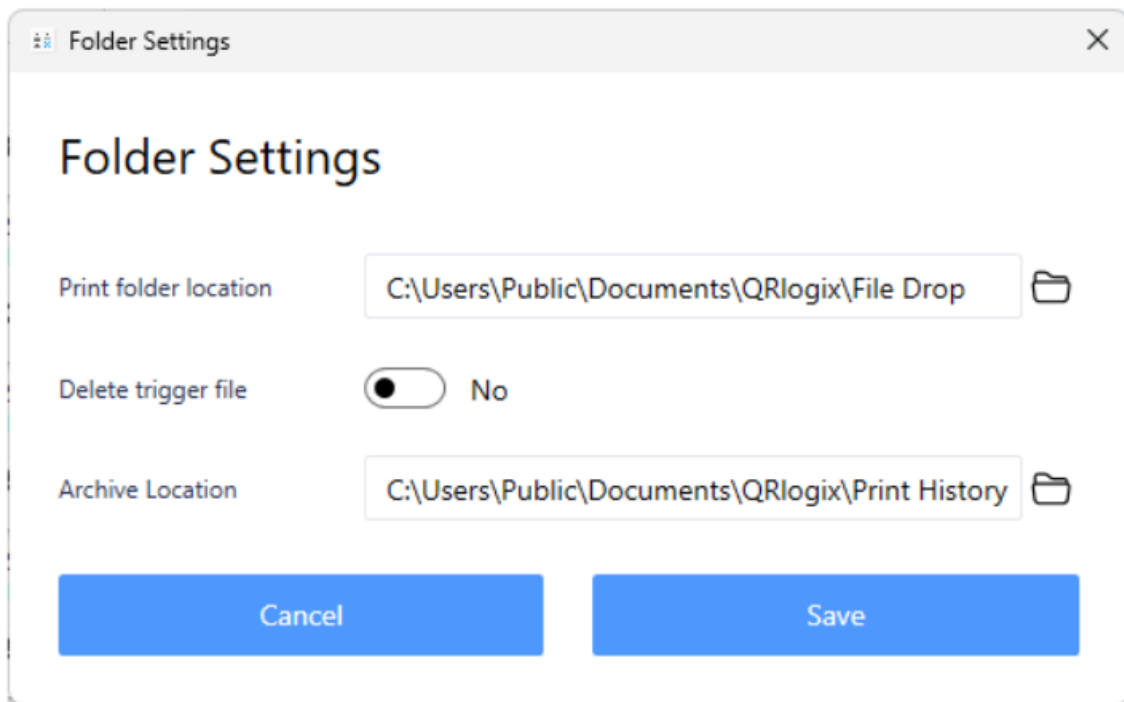 Folder Settings
Folder Settings
Print folder location C:\Users\Public\Documents\QRlogix\File Drop
Delete trigger file No
Archive Location C:\Users\Public\Documents\QRlogix\Print History
Cancel Save